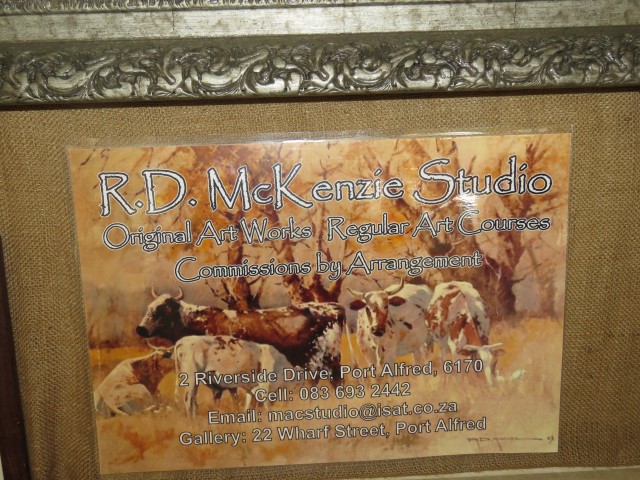 R.D. McKenzie Studio
Original Art Works Regular Art Courses
Commissions by Arrangement
2 Riverside Drive, Port Alfred, 6170
Cell: 083 693 2442
Email: macstudio@isat.co.za
Gallery: 22 Wharf Street, Port Alfred